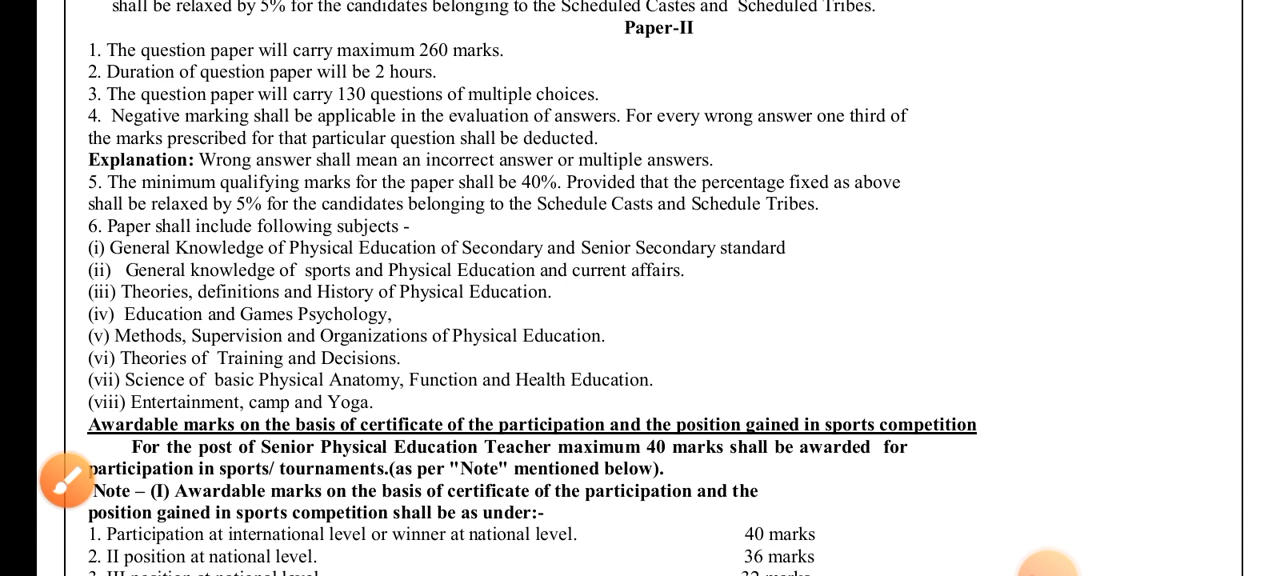 shall be relaxed by 5% for the candidates belonging to the Scheduled Castes and Scheduled Tribes.
Paper-II
1. The question paper will carry maximum 260 marks.
2. Duration of question paper will be 2 hours.
3. The question paper will carry 130 questions of multiple choices.
4. Negative marking shall be applicable in the evaluation of answers. For every wrong answer one third of
the marks prescribed for that particular question shall be deducted.
Explanation: Wrong answer shall mean an incorrect answer or multiple answers.
5. The minimum qualifying marks for the paper shall be 40%. Provided that the percentage fixed as above
shall be relaxed by 5% for the candidates belonging to the Schedule Casts and Schedule Tribes.
6. Paper shall include following subjects -
(i) General Knowledge of Physical Education of Secondary and Senior Secondary standard
(ii) General knowledge of sports and Physical Education and current affairs.
(iii) Theories, definitions and History of Physical Education.
(iv) Education and Games Psychology,
(v) Methods, Supervision and Organizations of Physical Education.
(vi) Theories of Training and Decisions.
(vii) Science of basic Physical Anatomy, Function and Health Education.
(viii) Entertainment, camp and Yoga.
Awardable marks on the basis of certificate of the participation and the position gained in sports competition
For the post of Senior Physical Education Teacher maximum 40 marks shall be awarded for
participation in sports/ tournaments.(as per "Note" mentioned below).
Note – (I) Awardable marks on the basis of certificate of the participation and the
position gained in sports competition shall be as under:-
1. Participation at international level or winner at national level. 40 marks
2. II position at national level. 36 marks
3. III position at national level. 32 marks